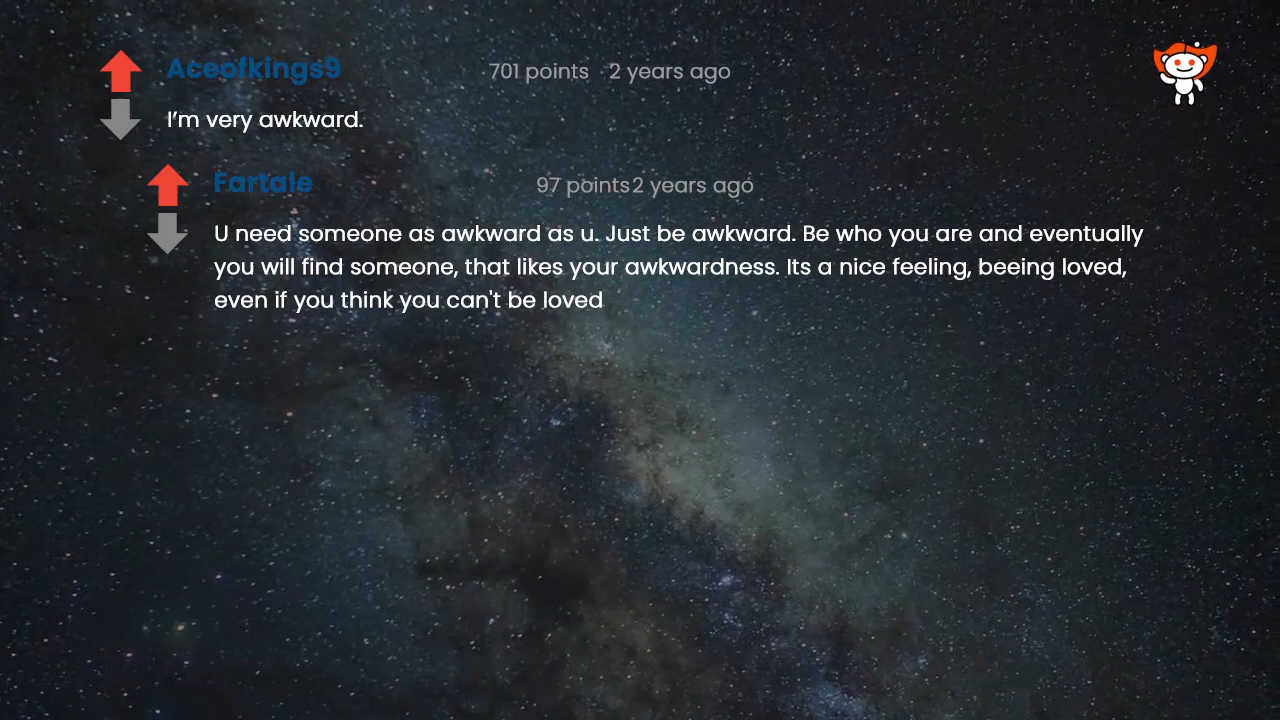 Aceofkings9 701 points · 2 years ago
I'm very awkward.
Fartale 97 points 2 years ago
U need someone as awkward as u. Just be awkward. Be who you are and eventually
you will find someone, that likes your awkwardness. Its a nice feeling, beeing loved,
even if you think you can't be loved